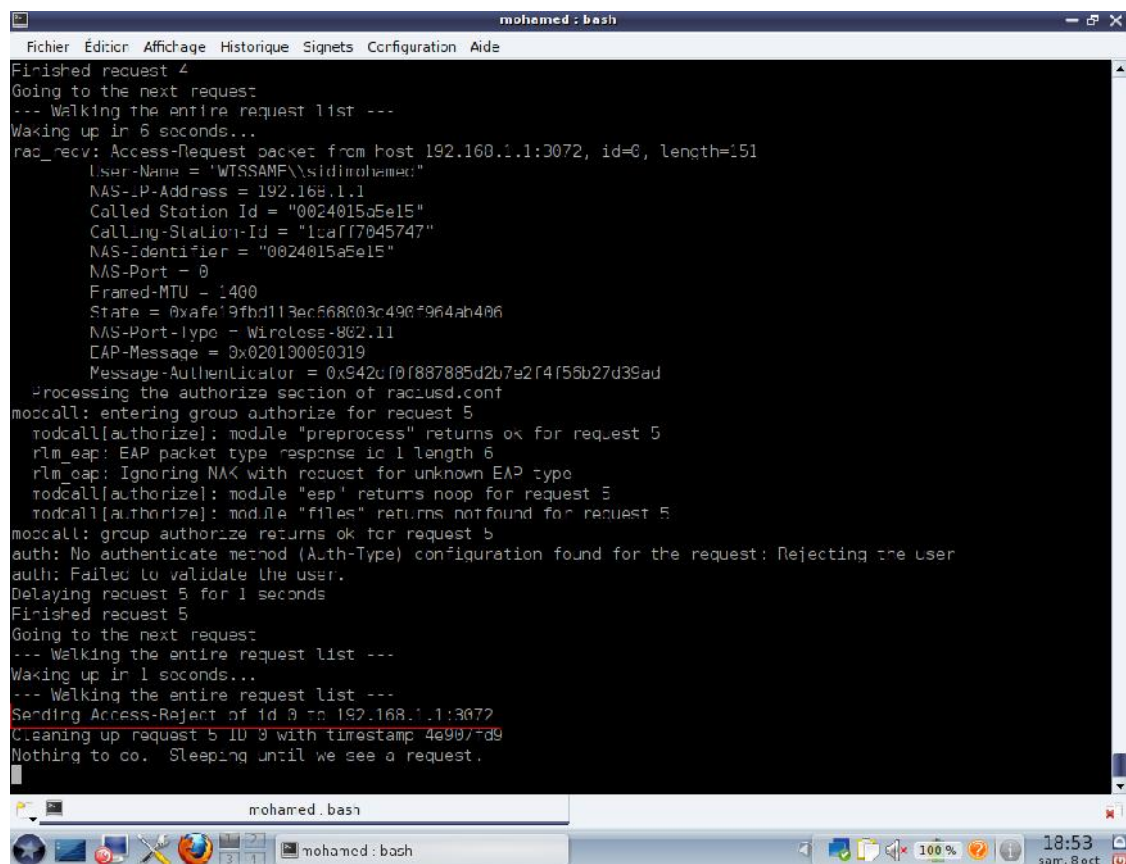 mohamed : bash
Fichier Édition Affichage Historique Signets Configuration Aide
Finished request 4
Going to the next request
--- Walking the entire request list ---
Waking up in 6 seconds...
rad_recv: Access-Request packet from host 192.168.1.1:3072, id=0, length=151
User-Name = "WISSAME\\sidimohamed"
NAS-IP-Address = 192.168.1.1
Called-Station-Id = "0024015a5e15"
Calling-Station-Id = "1caff7045747"
NAS-Identifier = "0024015a5e15"
NAS-Port = 0
Framed-MTU = 1400
State =
NAS-Port-Type = Wireless-802.11
EAP-Message = 0x020100060319
Message-Authenticator =
Processing the authorize section of radiusd.conf
modcall: entering group authorize for request 5
modcall[authorize]: module "preprocess" returns ok for request 5
rlm_eap: EAP packet type response id 1 length 6
rlm_eap: Ignoring NAK with request for unknown EAP type
modcall[authorize]: module "eap" returns noop for request 5
modcall[authorize]: module "files" returns notfound for request 5
modcall: group authorize returns ok for request 5
auth: No authenticate method (Auth-Type) configuration found for the request: Rejecting the user
auth: Failed to validate the user.
Delaying request 5 for 1 seconds
Finished request 5
Going to the next request
--- Walking the entire request list ---
Waking up in 1 seconds...
--- Walking the entire request list ---
Sending Access-Reject of id 0 to 192.168.1.1:3072
Cleaning up request 5 ID 0 with timestamp 4e907fd9
Nothing to do. Sleeping until we see a request.
mohamed : bash
mohamed : bash
100 %
18:53
sam. 8 oct.